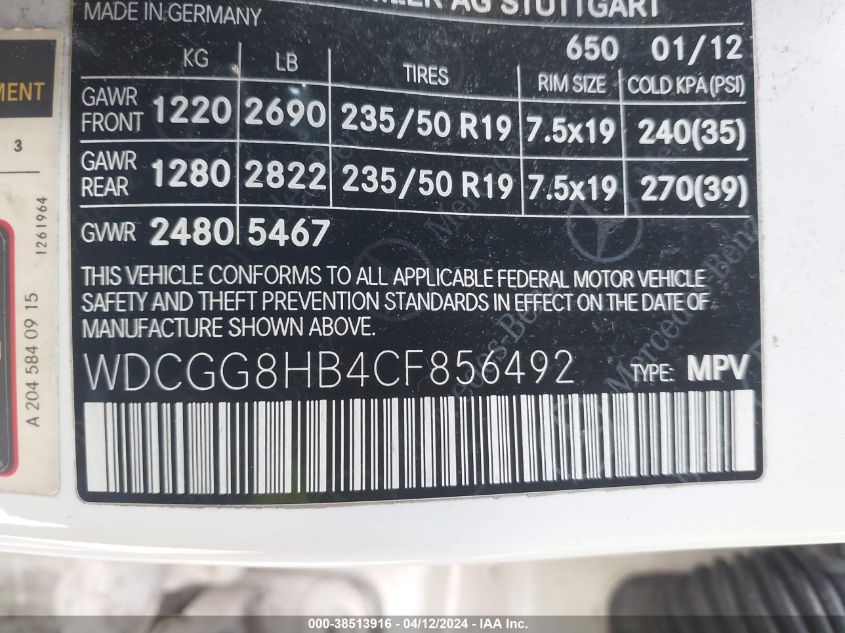 AG STUTTGART
MADE IN GERMANY
650 01/12
KG LB TIRES RIM SIZE COLD KPA (PSI)
GAWR FRONT 1220 2690 235/50 R19 7.5x19 240(35)
GAWR REAR 1280 2822 235/50 R19 7.5x19 270(39)
GVWR 2480 5467
THIS VEHICLE CONFORMS TO ALL APPLICABLE FEDERAL MOTOR VEHICLE
SAFETY AND THEFT PREVENTION STANDARDS IN EFFECT ON THE DATE OF
MANUFACTURE SHOWN ABOVE.
WDCGG8HB4CF856492 TYPE: MPV
MENT
3
1261964
A 204 584 09 15
Mercedes-Benz
000-38513916 - 04/12/2024 - IAA Inc.